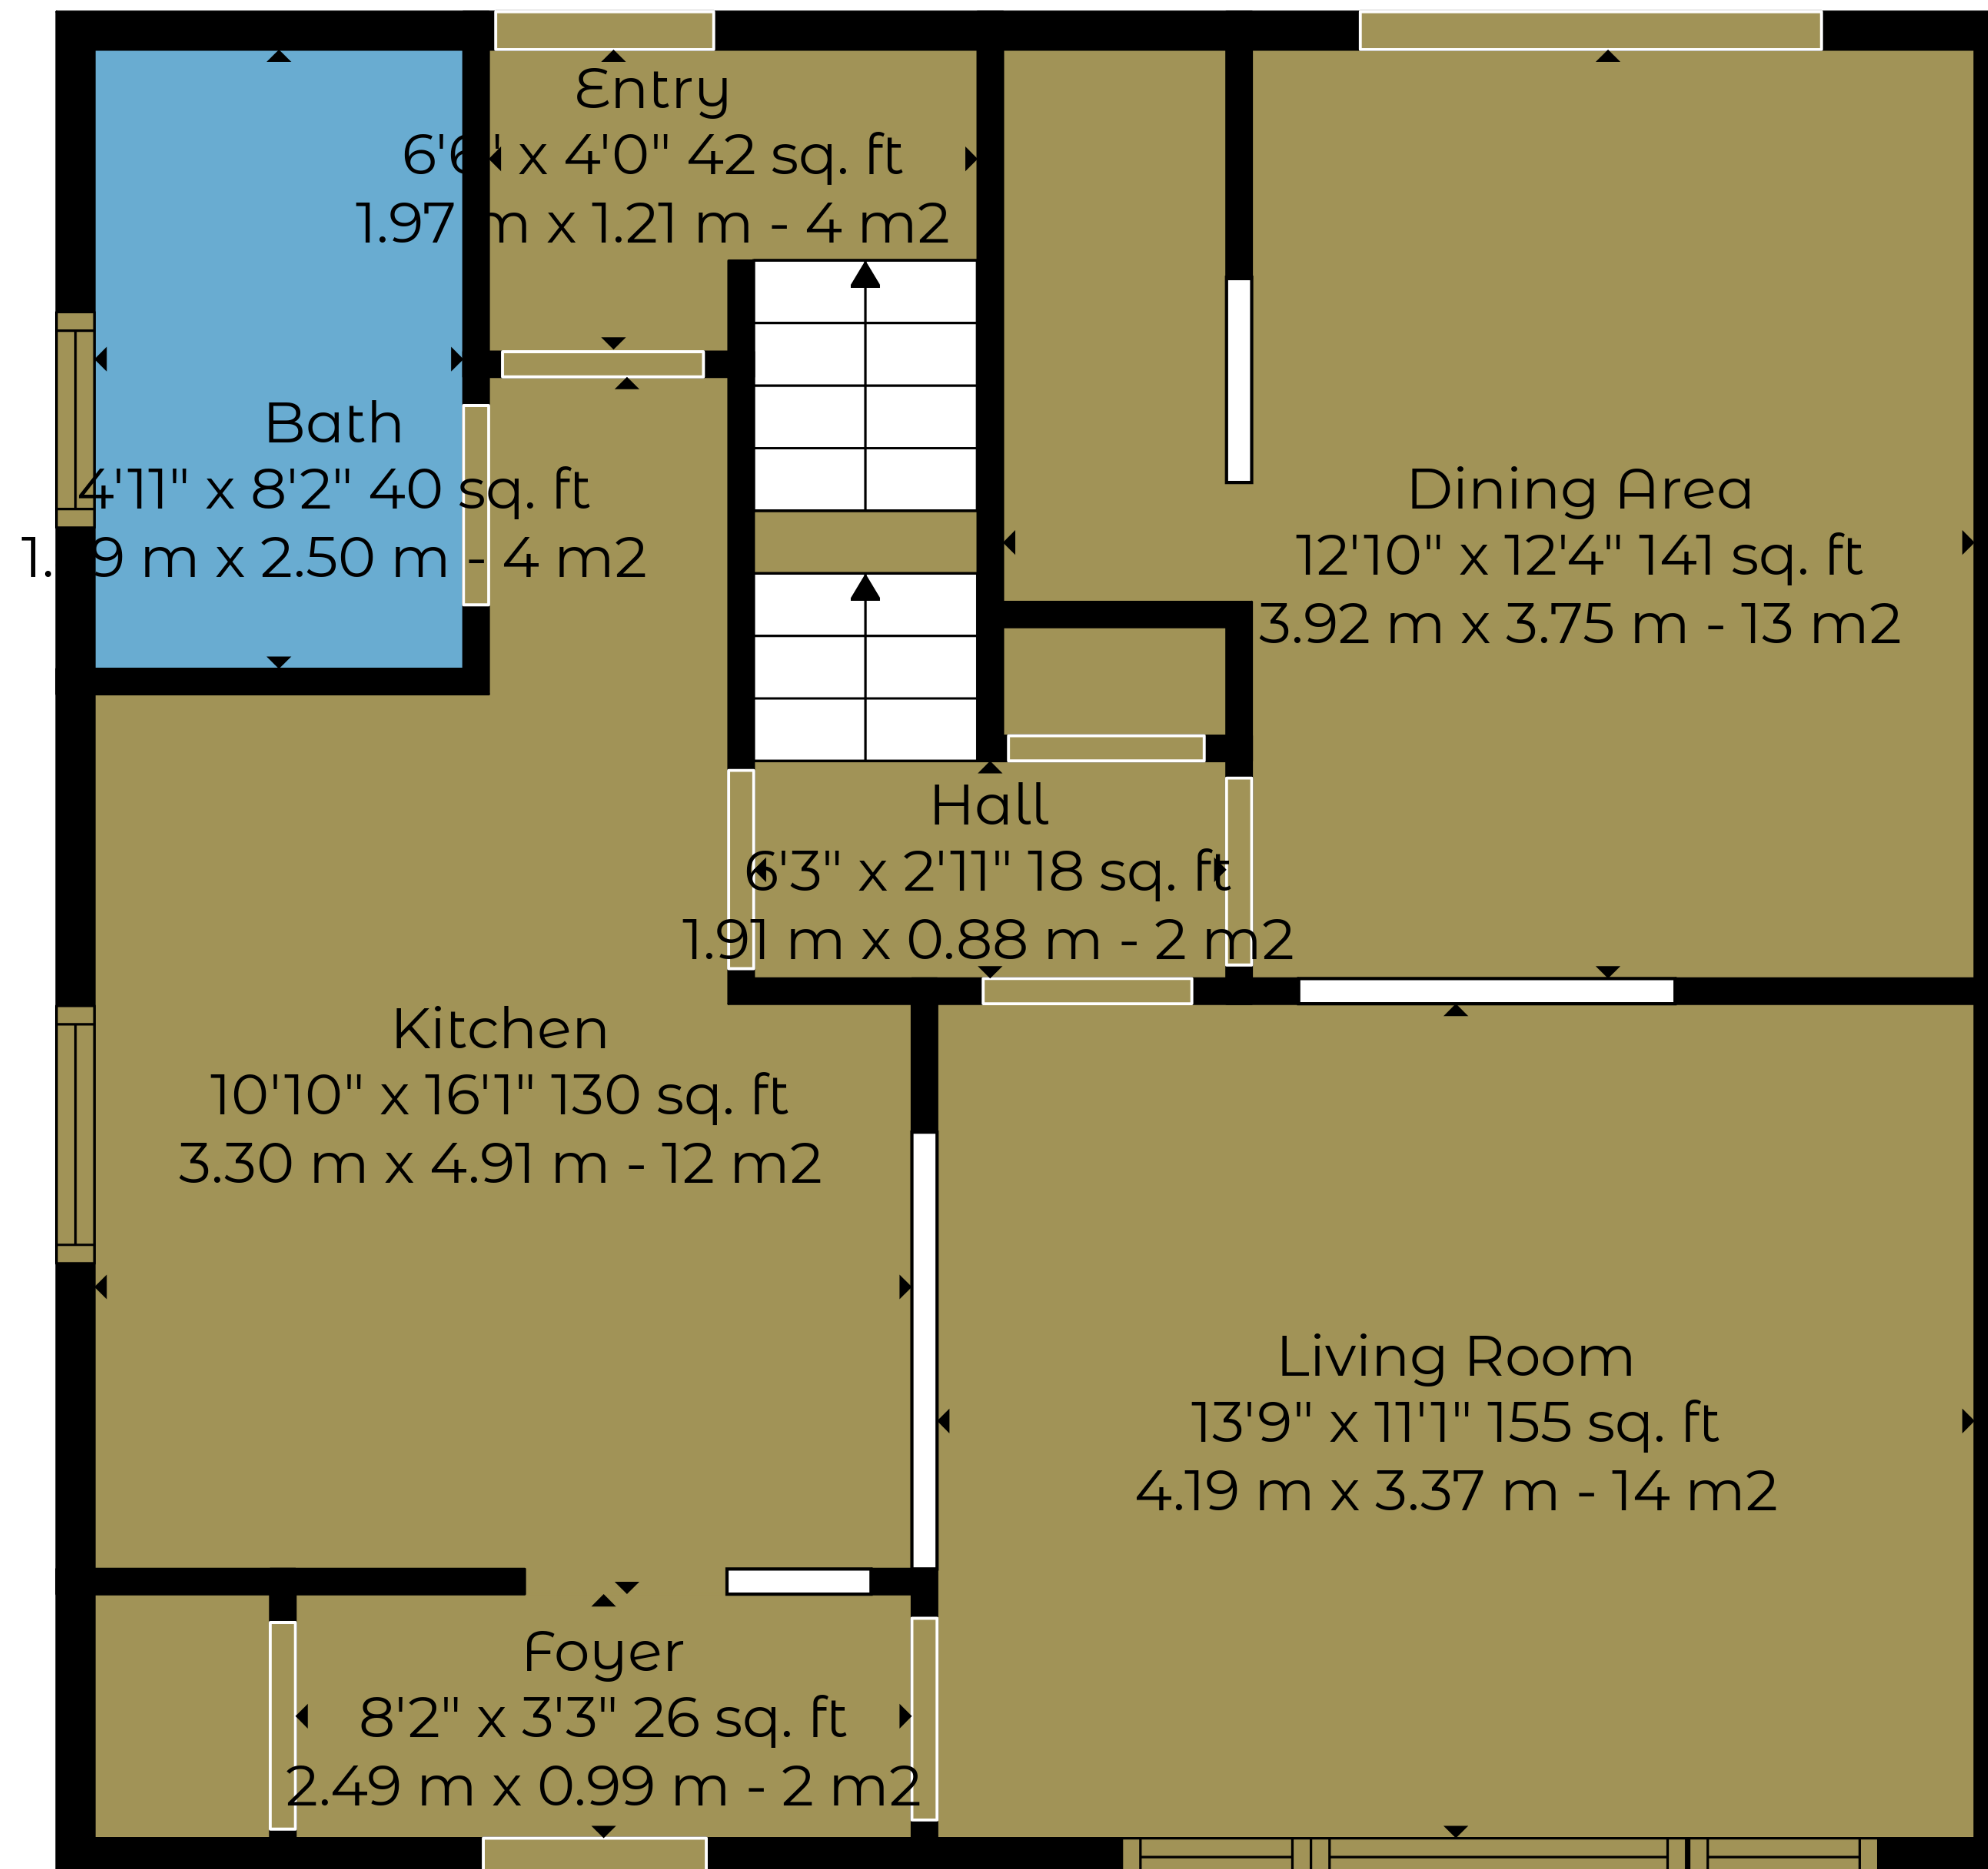 Entry
6'6" x 4'0" 42 sq. ft
1.97 m x 1.21 m - 4 m2
Bath
4'11" x 8'2" 40 sq. ft
m x 2.50 m - 4 m2
Dining Area
12'10" x 12'4" 141 sq. ft
3.92 m x 3.75 m - 13 m2
Hall
6'3" x 2'11" 18 sq. ft
1.91 m x 0.88 m - 2 m2
Kitchen
10'10" x 16'1" 130 sq. ft
3.30 m x 4.91 m - 12 m2
Living Room
13'9" x 11'1" 155 sq. ft
4.19 m x 3.37 m - 14 m2
Foyer
8'2" x 3'3" 26 sq. ft
2.49 m x 0.99 m - 2 m2